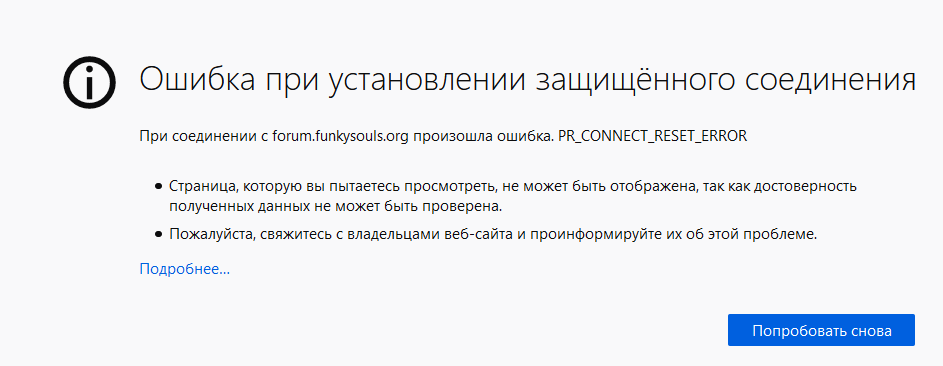 Ошибка при установлении защищённого соединения
При соединении с forum.funkysouls.org произошла ошибка. PR_CONNECT_RESET_ERROR
Страница, которую вы пытаетесь просмотреть, не может быть отображена, так как достоверность
полученных данных не может быть проверена.
Пожалуйста, свяжитесь с владельцами веб-сайта и проинформируйте их об этой проблеме.
Подробнее...
Попробовать снова